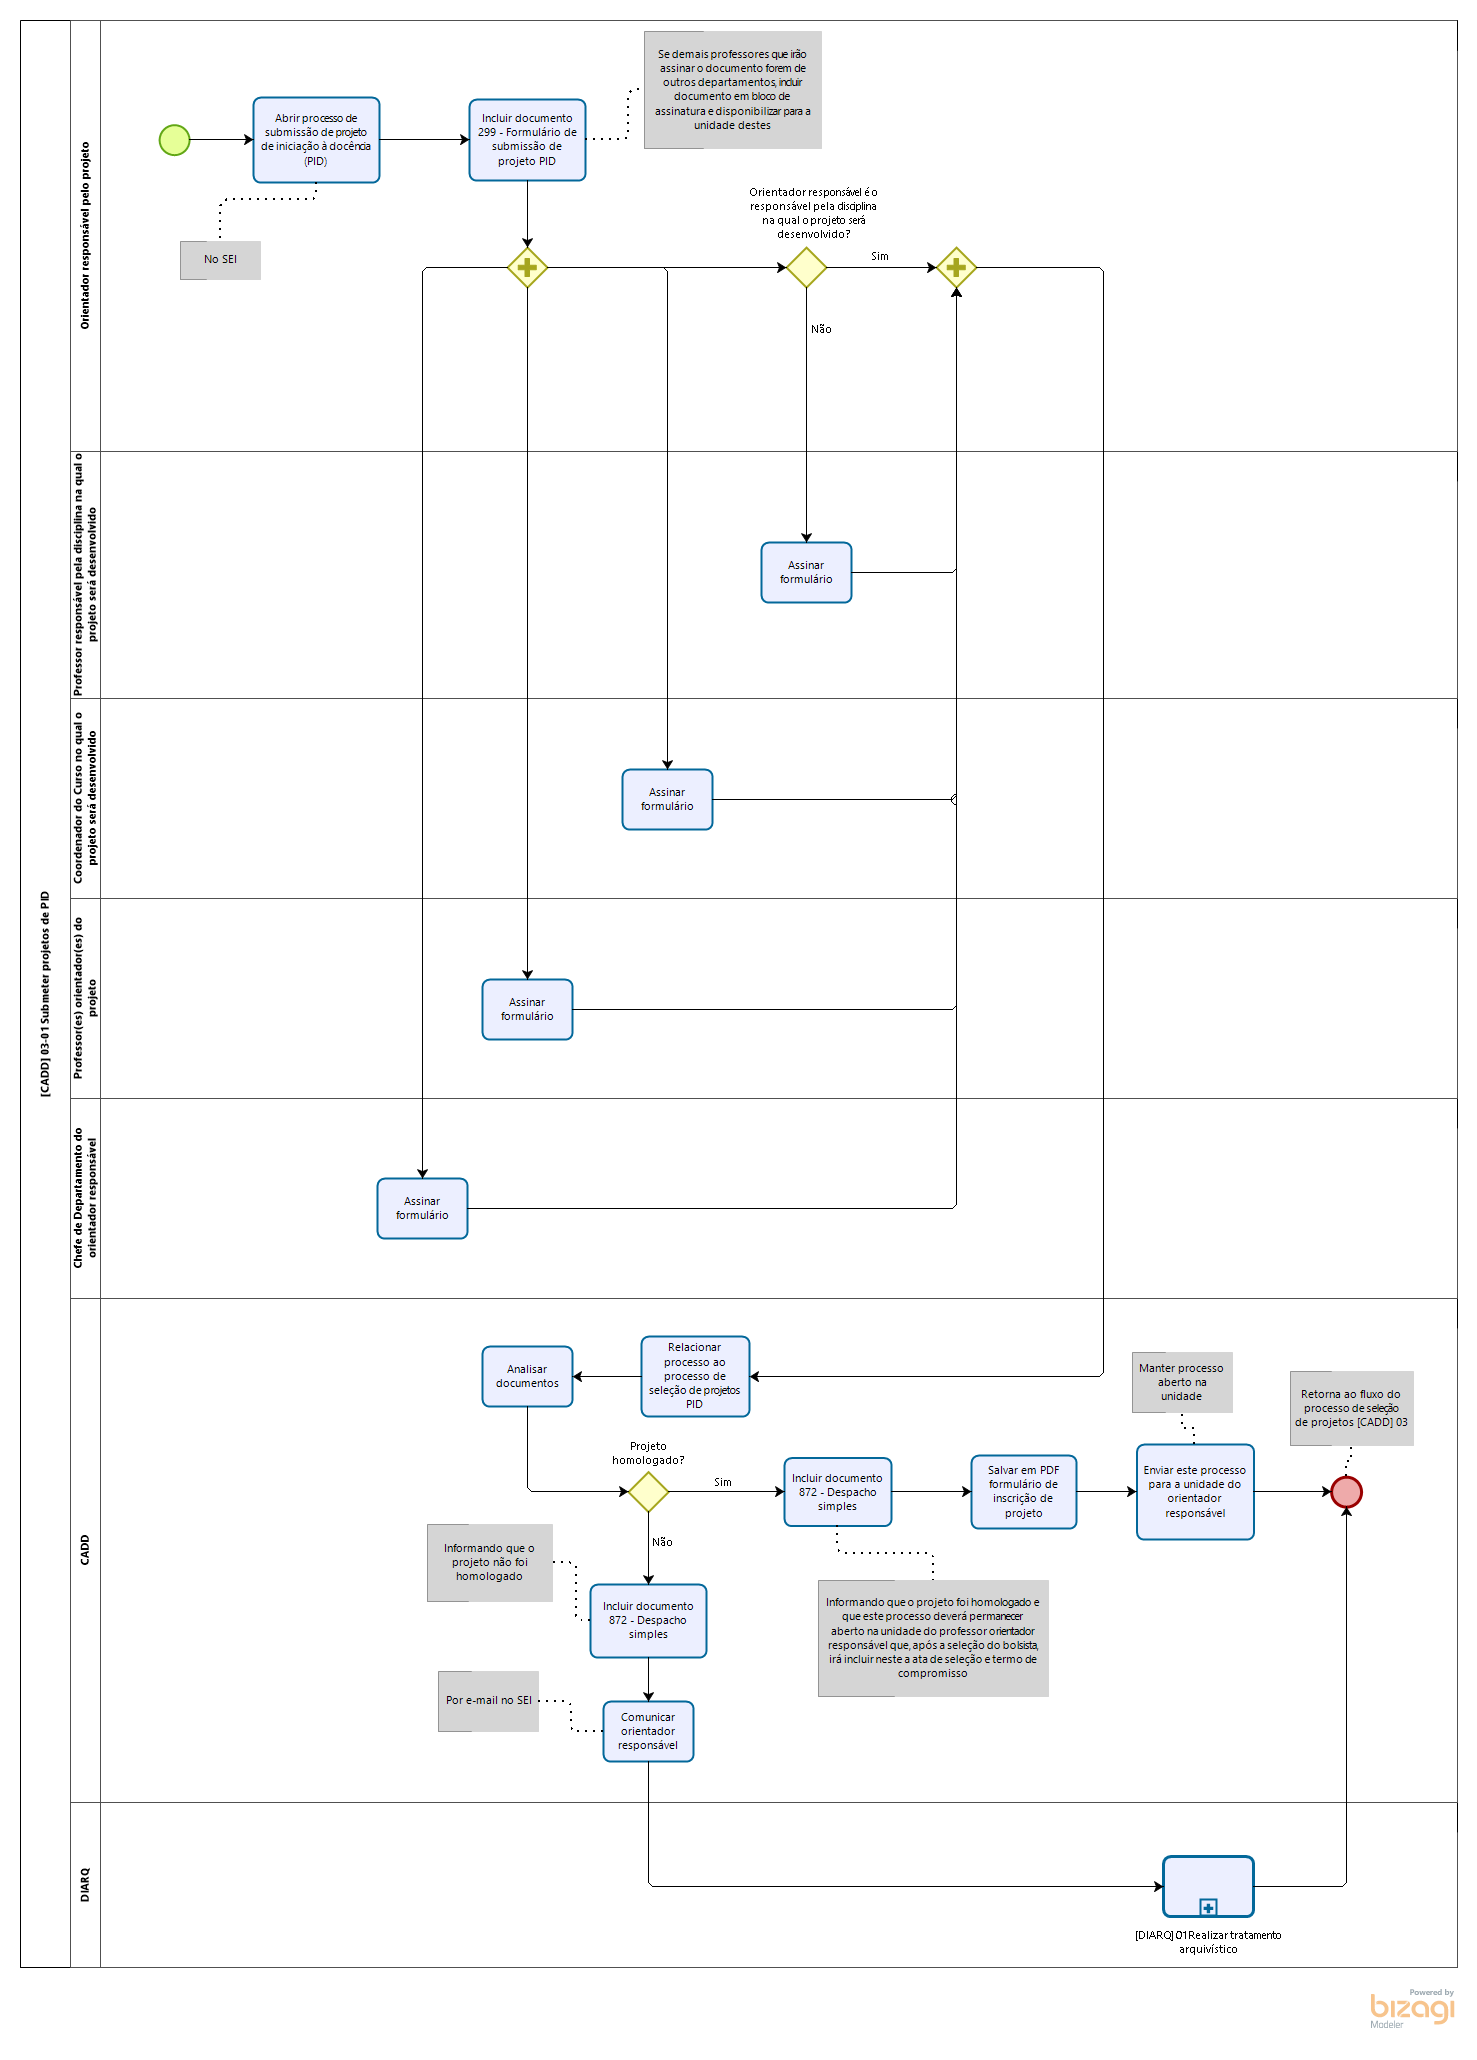 [CADD] 03-01 Submeter projetos de PID
Orientador responsável pelo projeto
Se demais professores que irão
assinar o documento forem de
outros departamentos, incluir
documento em bloco de
assinatura e disponibilizar para a
unidade destes
Abrir processo de
submissão de projeto
de iniciação à docência
(PID)
Incluir documento
299 - Formulário de
submissão de
projeto PID
No SEI
Orientador responsável é o
responsável pela disciplina
na qual o projeto será
desenvolvido?
Sim
Não
Professor responsável pela disciplina na qual o
projeto será desenvolvido
Assinar
formulário
Coordenador do Curso no qual o
projeto será desenvolvido
Assinar
formulário
Professor(es) orientador(es) do
projeto
Assinar
formulário
Chefe de Departamento do
orientador responsável
Assinar
formulário
CADD
Analisar
documentos
Relacionar
processo ao
processo de
seleção de projetos
PID
Manter processo
aberto na
unidade
Retorna ao fluxo do
processo de seleção
de projetos [CADD] 03
Projeto
homologado?
Sim
Incluir documento
872 - Despacho
simples
Salvar em PDF
formulário de
inscrição de
projeto
Enviar este processo
para a unidade do
orientador
responsável
Não
Informando que o
projeto não foi
homologado
Incluir documento
872 - Despacho
simples
Informando que o projeto foi homologado e
que este processo deverá permanecer
aberto na unidade do professor orientador
responsável que, após a seleção do bolsista,
irá incluir neste a ata de seleção e termo de
compromisso
Por e-mail no SEI
Comunicar
orientador
responsável
DIARQ
[DIARQ] 01 Realizar tratamento
arquivístico
Powered by
bizagi
Modeler